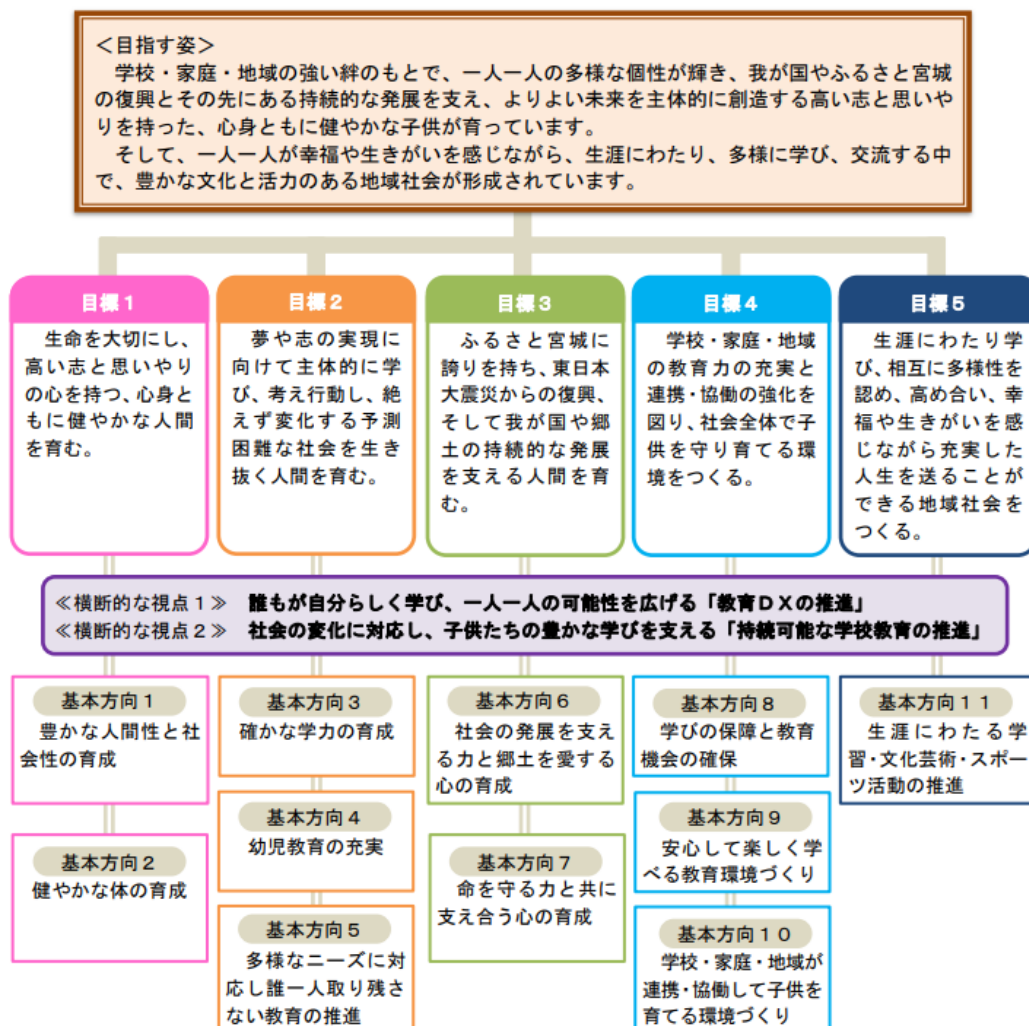 ＜目指す姿＞
　学校・家庭・地域の強い絆のもとで、一人一人の多様な個性が輝き、我が国やふるさと宮城
の復興とその先にある持続的な発展を支え、よりよい未来を主体的に創造する高い志と思いや
りを持った、心身ともに健やかな子供が育っています。
　そして、一人一人が幸福や生きがいを感じながら、生涯にわたり、多様に学び、交流する中
で、豊かな文化と活力のある地域社会が形成されています。
目標１
　生命を大切にし、
高い志と思いやり
の心を持つ、心身と
もに健やかな人間
を育む。
目標２
　夢や志の実現に
向けて主体的に学
び、考え行動し、絶
えず変化する予測
困難な社会を生き
抜く人間を育む。
目標３
　ふるさと宮城に
誇りを持ち、東日本
大震災からの復興、
そして我が国や郷
土の持続的な発展
を支える人間を育
む。
目標４
　学校・家庭・地域
の教育力の充実と
連携・協働の強化を
図り、社会全体で子
供を守り育てる環
境をつくる。
目標５
　生涯にわたり学
び、相互に多様性を
認め、高め合い、幸
福や生きがいを感
じながら充実した
人生を送ることが
できる地域社会を
つくる。
≪横断的な視点１≫　誰もが自分らしく学び、一人一人の可能性を広げる「教育ＤＸの推進」
≪横断的な視点２≫　社会の変化に対応し、子供たちの豊かな学びを支える「持続可能な学校教育の推進」
基本方向１
　豊かな人間性と社
会性の育成
基本方向２
健やかな体の育成
基本方向３
確かな学力の育成
基本方向４
幼児教育の充実
基本方向５
　多様なニーズに対
応し誰一人取り残さ
ない教育の推進
基本方向６
　社会の発展を支え
る力と郷土を愛する
心の育成
基本方向７
　命を守る力と共に
支え合う心の育成
基本方向８
　学びの保障と教育
機会の確保
基本方向９
　安心して楽しく学
べる教育環境づくり
基本方向１０
　学校・家庭・地域が
連携・協働して子供を
育てる環境づくり
基本方向１１
　生涯にわたる学
習・文化芸術・スポー
ツ活動の推進